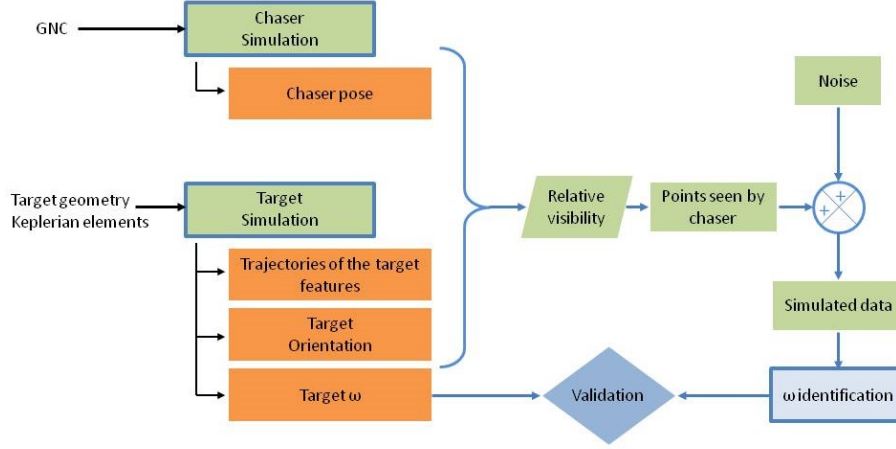 GNC
Chaser
Simulation
Chaser pose
Noise
Target geometry
Keplerian elements
Target
Simulation
Relative
visibility
Points seen by
chaser
+
+
Trajectories of the target
features
Simulated data
Target
Orientation
Target ω
Validation
ω identification